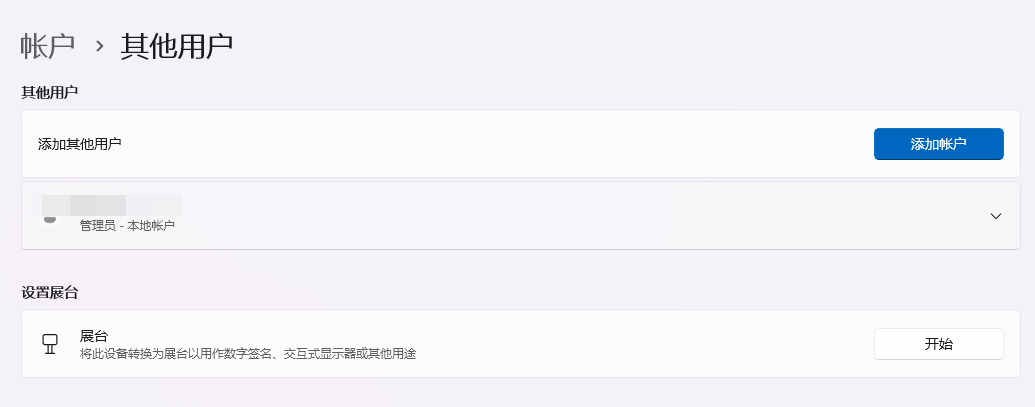 帐户 › 其他用户
其他用户
添加其他用户
添加帐户
管理员 - 本地帐户
设置展台
展台
将此设备转换为展台以用作数字签名、交互式显示器或其他用途
开始